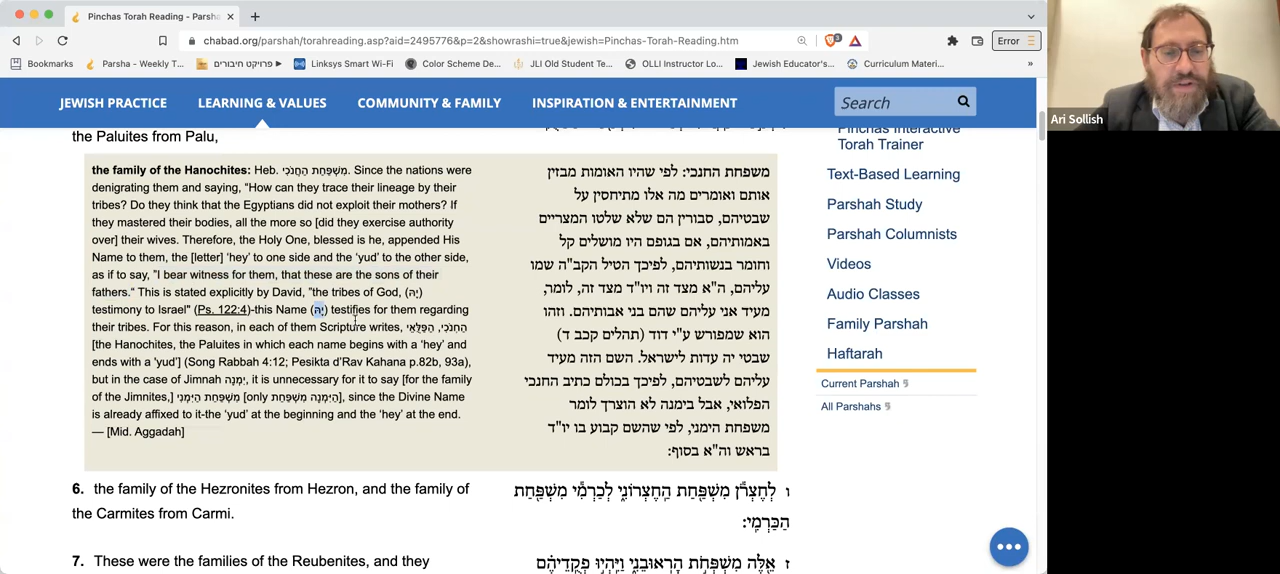 Pinchas Torah Reading - Parsh
chabad.org/parshah/torahreading.asp?aid=2495776&p=2&showrashi=true&jewish=Pinchas-Torah-Reading.htm
Error
Bookmarks
Parsha - Weekly T...
פרויקט חיבורים
Linksys Smart Wi-Fi
Color Scheme De...
JLI Old Student Te...
OLLI Instructor Lo...
Jewish Educator's...
Curriculum Materi...
JEWISH PRACTICE
LEARNING & VALUES
COMMUNITY & FAMILY
INSPIRATION & ENTERTAINMENT
Search
Ari Sollish
the Paluites from Palu,
the family of the Hanochites: Heb. מִשְׁפַּחַת הַחֲנֹכִי. Since the nations were
denigrating them and saying, "How can they trace their lineage by their
tribes? Do they think that the Egyptians did not exploit their mothers? If
they mastered their bodies, all the more so [did they exercise authority
over] their wives. Therefore, the Holy One, blessed is he, appended His
Name to them, the [letter] 'hey' to one side and the 'yud' to the other side,
as if to say, "I bear witness for them, that these are the sons of their
fathers." This is stated explicitly by David, "the tribes of God, (יָהּ)
testimony to Israel" (Ps. 122:4)-this Name (יָהּ) testifies for them regarding
their tribes. For this reason, in each of them Scripture writes, הַחֲנֹכִי, הַפַּלֻּאִי
[the Hanochites, the Paluites in which each name begins with a 'hey' and
ends with a 'yud'] (Song Rabbah 4:12; Pesikta d'Rav Kahana p.82b, 93a),
but in the case of Jimnah יִמְנָה, it is unnecessary for it to say [for the family
of the Jimnites,] מִשְׁפַּחַת הַיִּמְנִי [only הַיִּמְנָה מִשְׁפַּחַת], since the Divine Name
is already affixed to it-the 'yud' at the beginning and the 'hey' at the end.
— [Mid. Aggadah]
משפחת החנכי: לפי שהיו האומות מבזין
אותם ואומרים מה אלו מתיחסין על
שבטיהם, סבורין הם שלא שלטו המצריים
באמותיהם, אם בגופם היו מושלים קל
וחומר בנשותיהם, לפיכך הטיל הקב"ה שמו
עליהם, ה"א מצד זה ויו"ד מצד זה, לומר,
מעיד אני עליהם שהם בני אבותיהם. וזהו
הוא שמפורש ע"י דוד (תהלים קכב ד)
שבטי יה עדות לישראל. השם הזה מעיד
עליהם לשבטיהם, לפיכך בכולם כתיב החנכי
הפלואי, אבל בימנה לא הוצרך לומר
משפחת הימני, לפי שהשם קבוע בו יו"ד
בראש וה"א בסוף:
6. the family of the Hezronites from Hezron, and the family of
the Carmites from Carmi.
ו לְחֶצְרֹ֕ן מִשְׁפַּ֖חַת הַֽחֶצְרוֹנִ֑י לְכַרְמִ֕י מִשְׁפַּ֖חַת
הַכַּרְמִֽי:
7. These were the families of the Reubenites, and they
ז אֵ֖לֶּה מִשְׁפְּחֹ֣ת הָרֽאוּבֵנִ֑י וַיִּֽהְי֣וּ פְקֻֽדֵיהֶ֗ם
Pinchas Interactive
Torah Trainer
Text-Based Learning
Parshah Study
Parshah Columnists
Videos
Audio Classes
Family Parshah
Haftarah
Current Parshah
All Parshahs